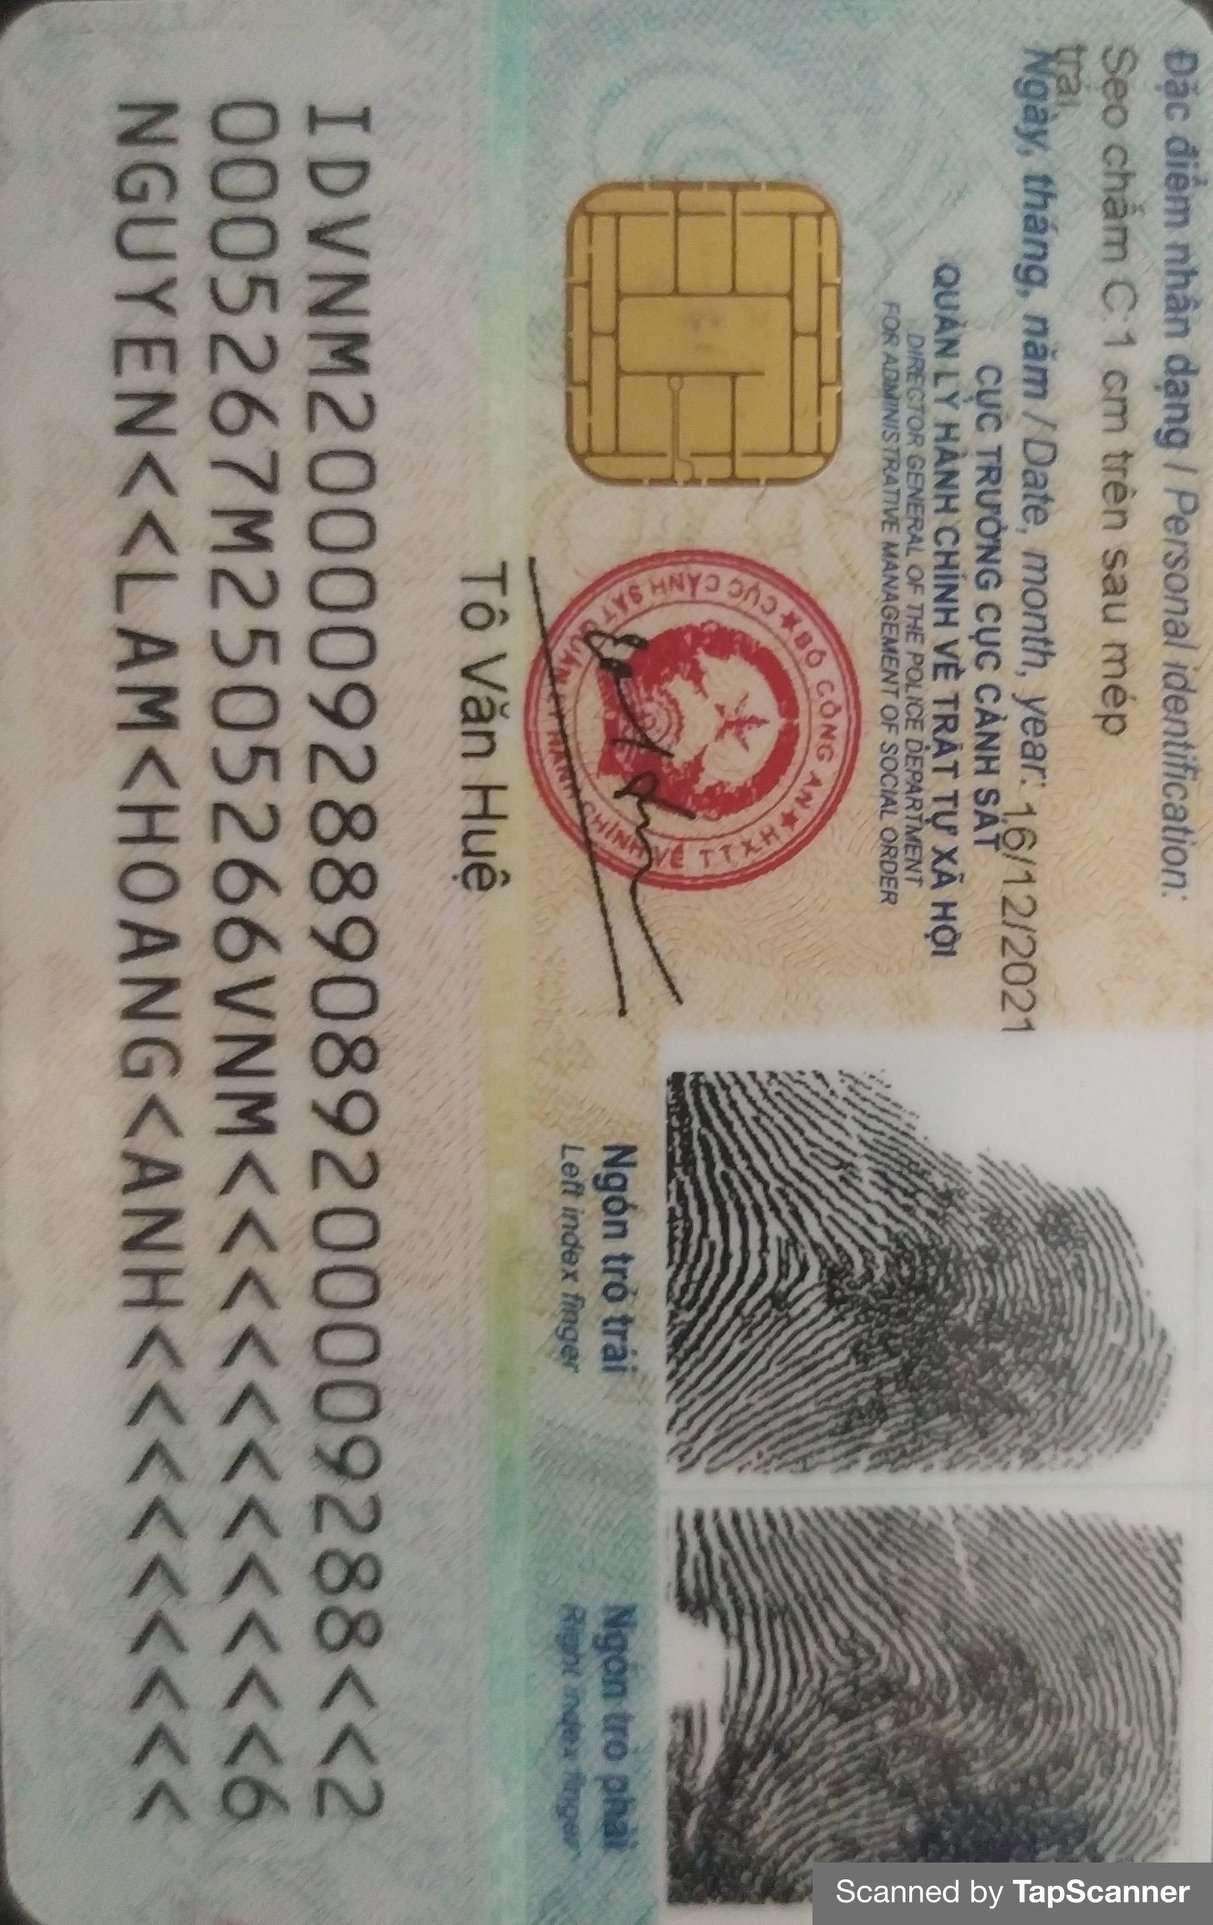 Đặc điểm nhân dạng / Personal identification:
Sẹo chấm C:1 cm trên sau mép
trái
Ngày, tháng, năm / Date, month, year: 16/12/2021
CỤC TRƯỞNG CỤC CẢNH SÁT
QUẢN LÝ HÀNH CHÍNH VỀ TRẬT TỰ XÃ HỘI
DIRECTOR GENERAL OF THE POLICE DEPARTMENT
FOR ADMINISTRATIVE MANAGEMENT OF SOCIAL ORDER
BỘ CÔNG AN
CỤC CẢNH SÁT QUẢN LÝ HÀNH CHÍNH VỀ TTXH
Tô Văn Huệ
Ngón trỏ trái
Left index finger
Ngón trỏ phải
Right index finger
IDVNM2000092889089200009288<<2
0005267M2505266VNM<<<<<<<<<<<6
NGUYEN<<LAM<HOANG<ANH<<<<<<<<<
Scanned by TapScanner